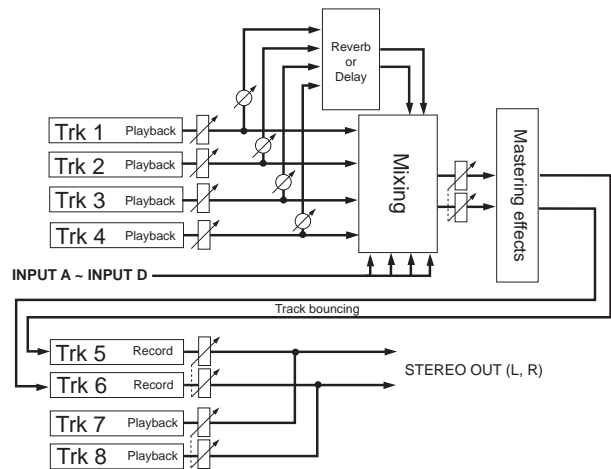 Reverb
or
Delay
Trk 1 Playback
Trk 2 Playback
Trk 3 Playback
Trk 4 Playback
Mixing
Mastering effects
INPUT A ~ INPUT D
Track bouncing
Trk 5 Record
Trk 6 Record
Trk 7 Playback
Trk 8 Playback
STEREO OUT (L, R)